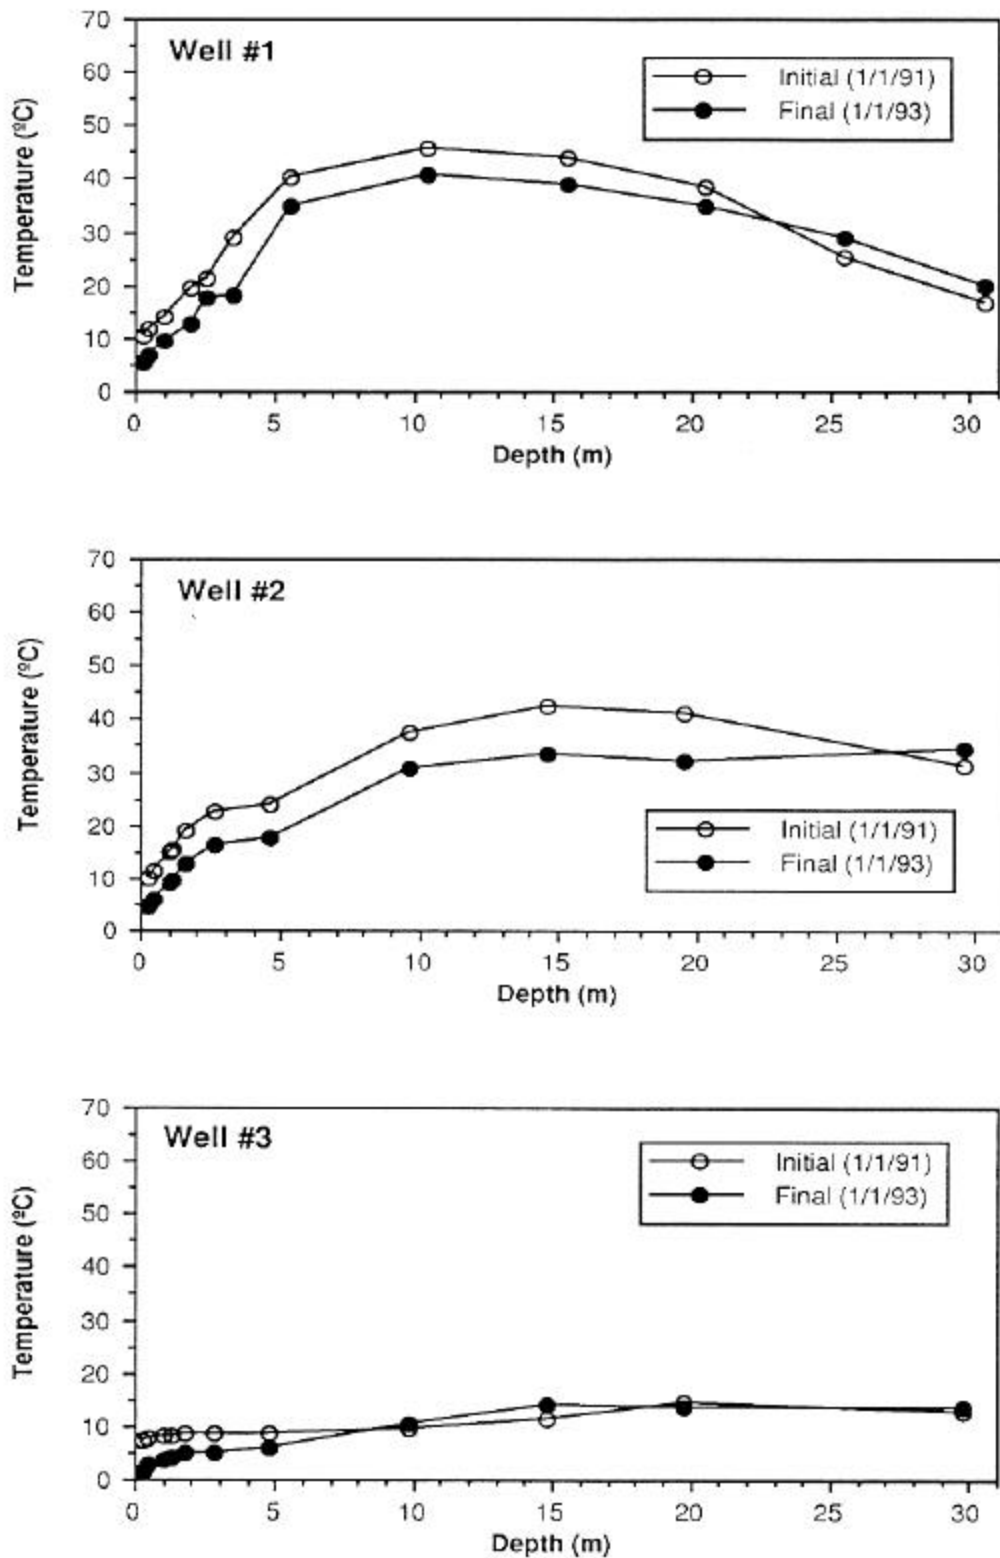 Well #1
Initial (1/1/91)
Final (1/1/93)
Temperature (ºC)
70
60
50
40
30
20
10
0
0 5 10 15 20 25 30
Depth (m)
Well #2
Initial (1/1/91)
Final (1/1/93)
Temperature (ºC)
70
60
50
40
30
20
10
0
0 5 10 15 20 25 30
Depth (m)
Well #3
Initial (1/1/91)
Final (1/1/93)
Temperature (ºC)
70
60
50
40
30
20
10
0
0 5 10 15 20 25 30
Depth (m)